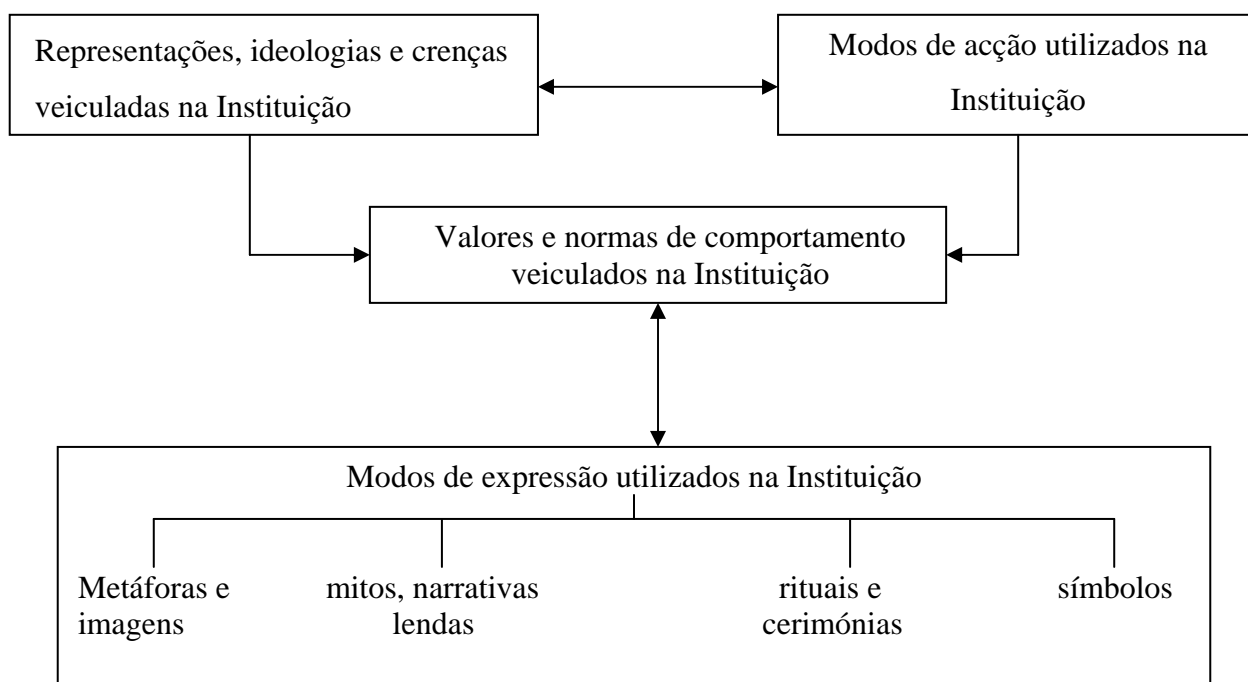 Representações, ideologias e crenças
veiculadas na Instituição
Modos de acção utilizados na
Instituição
Valores e normas de comportamento
veiculados na Instituição
Modos de expressão utilizados na Instituição
Metáforas e
imagens
mitos, narrativas
lendas
rituais e
cerimónias
símbolos